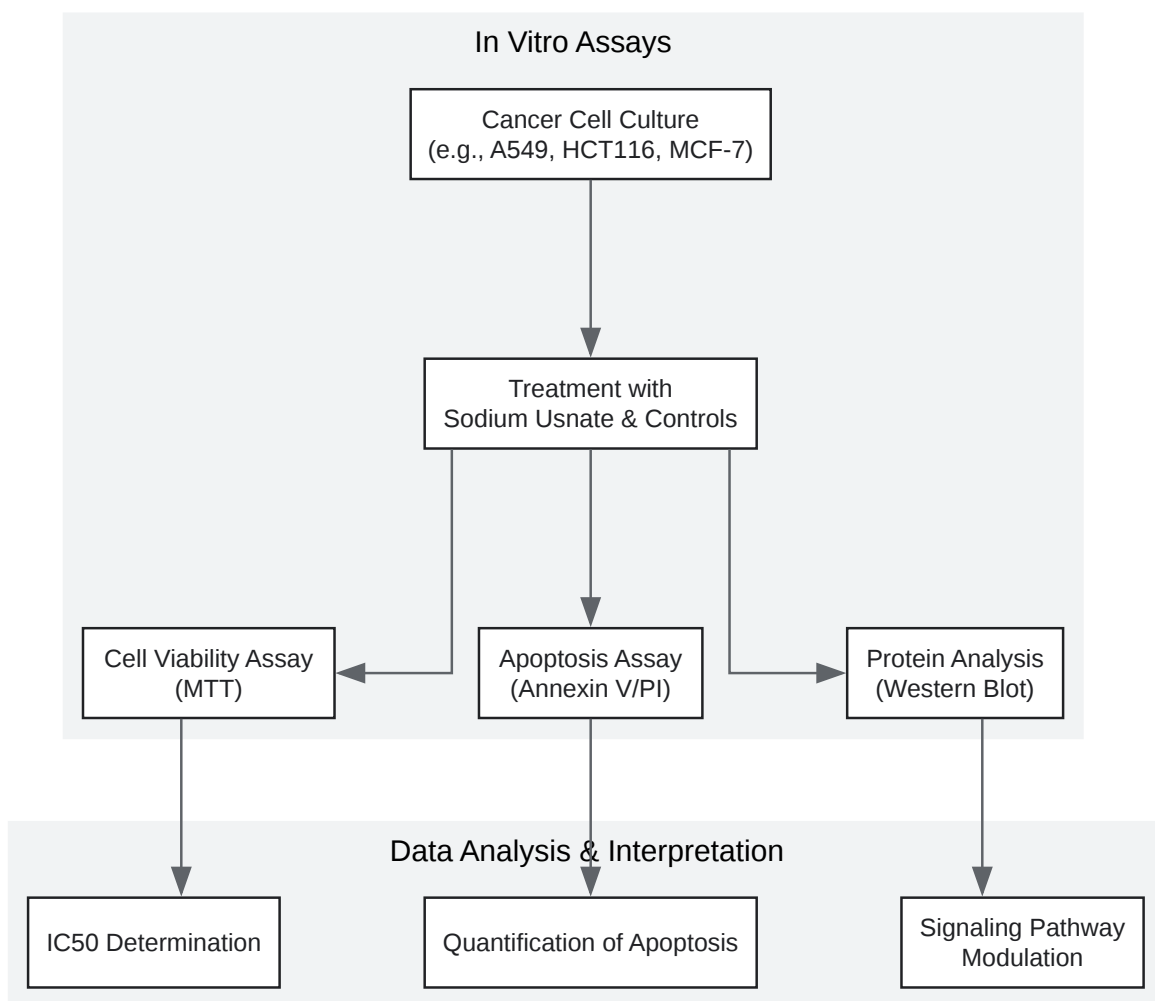 In Vitro Assays
Cancer Cell Culture
(e.g., A549, HCT116, MCF-7)
Treatment with
Sodium Usnate & Controls
Cell Viability Assay
(MTT)
Apoptosis Assay
(Annexin V/PI)
Protein Analysis
(Western Blot)
Data Analysis & Interpretation
IC50 Determination
Quantification of Apoptosis
Signaling Pathway
Modulation